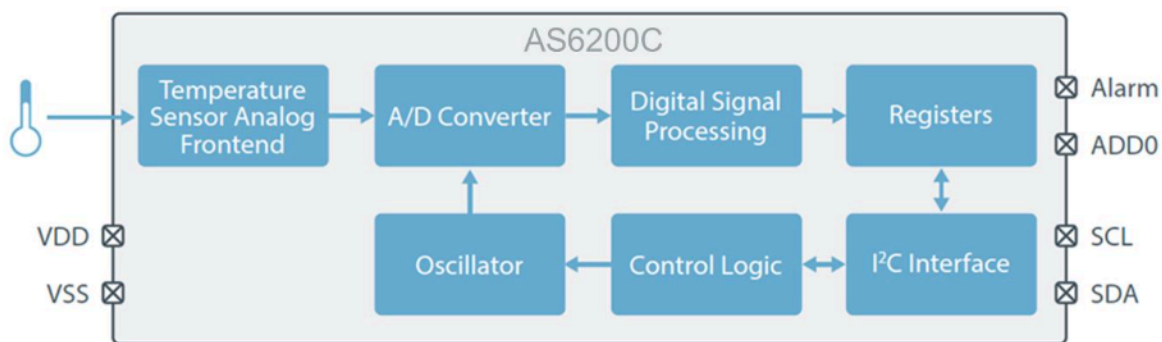 AS6200C
Temperature
Sensor Analog
Frontend
A/D Converter
Digital Signal
Processing
Registers
Alarm
ADD0
VDD
VSS
Oscillator
Control Logic
I²C Interface
SCL
SDA